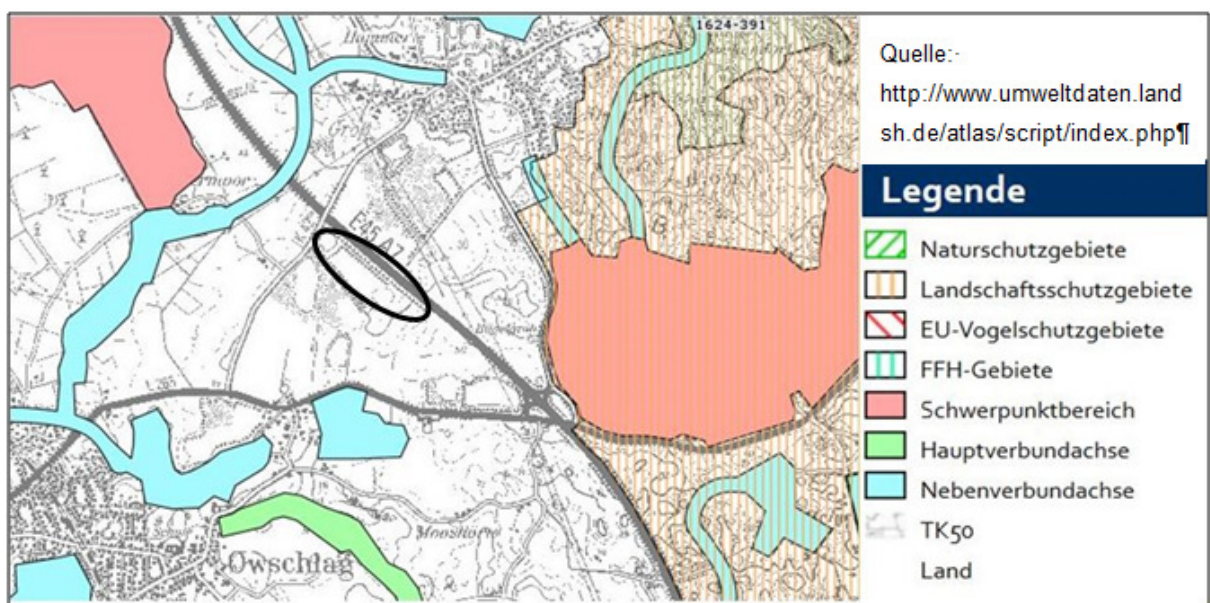 1624-391
Hummer
E45 A7
Owschlag
Quelle:·
http://www.umweltdaten.land
sh.de/atlas/script/index.php¶
Legende
Naturschutzgebiete
Landschaftsschutzgebiete
EU-Vogelschutzgebiete
FFH-Gebiete
Schwerpunktbereich
Hauptverbundachse
Nebenverbundachse
TK50
Land